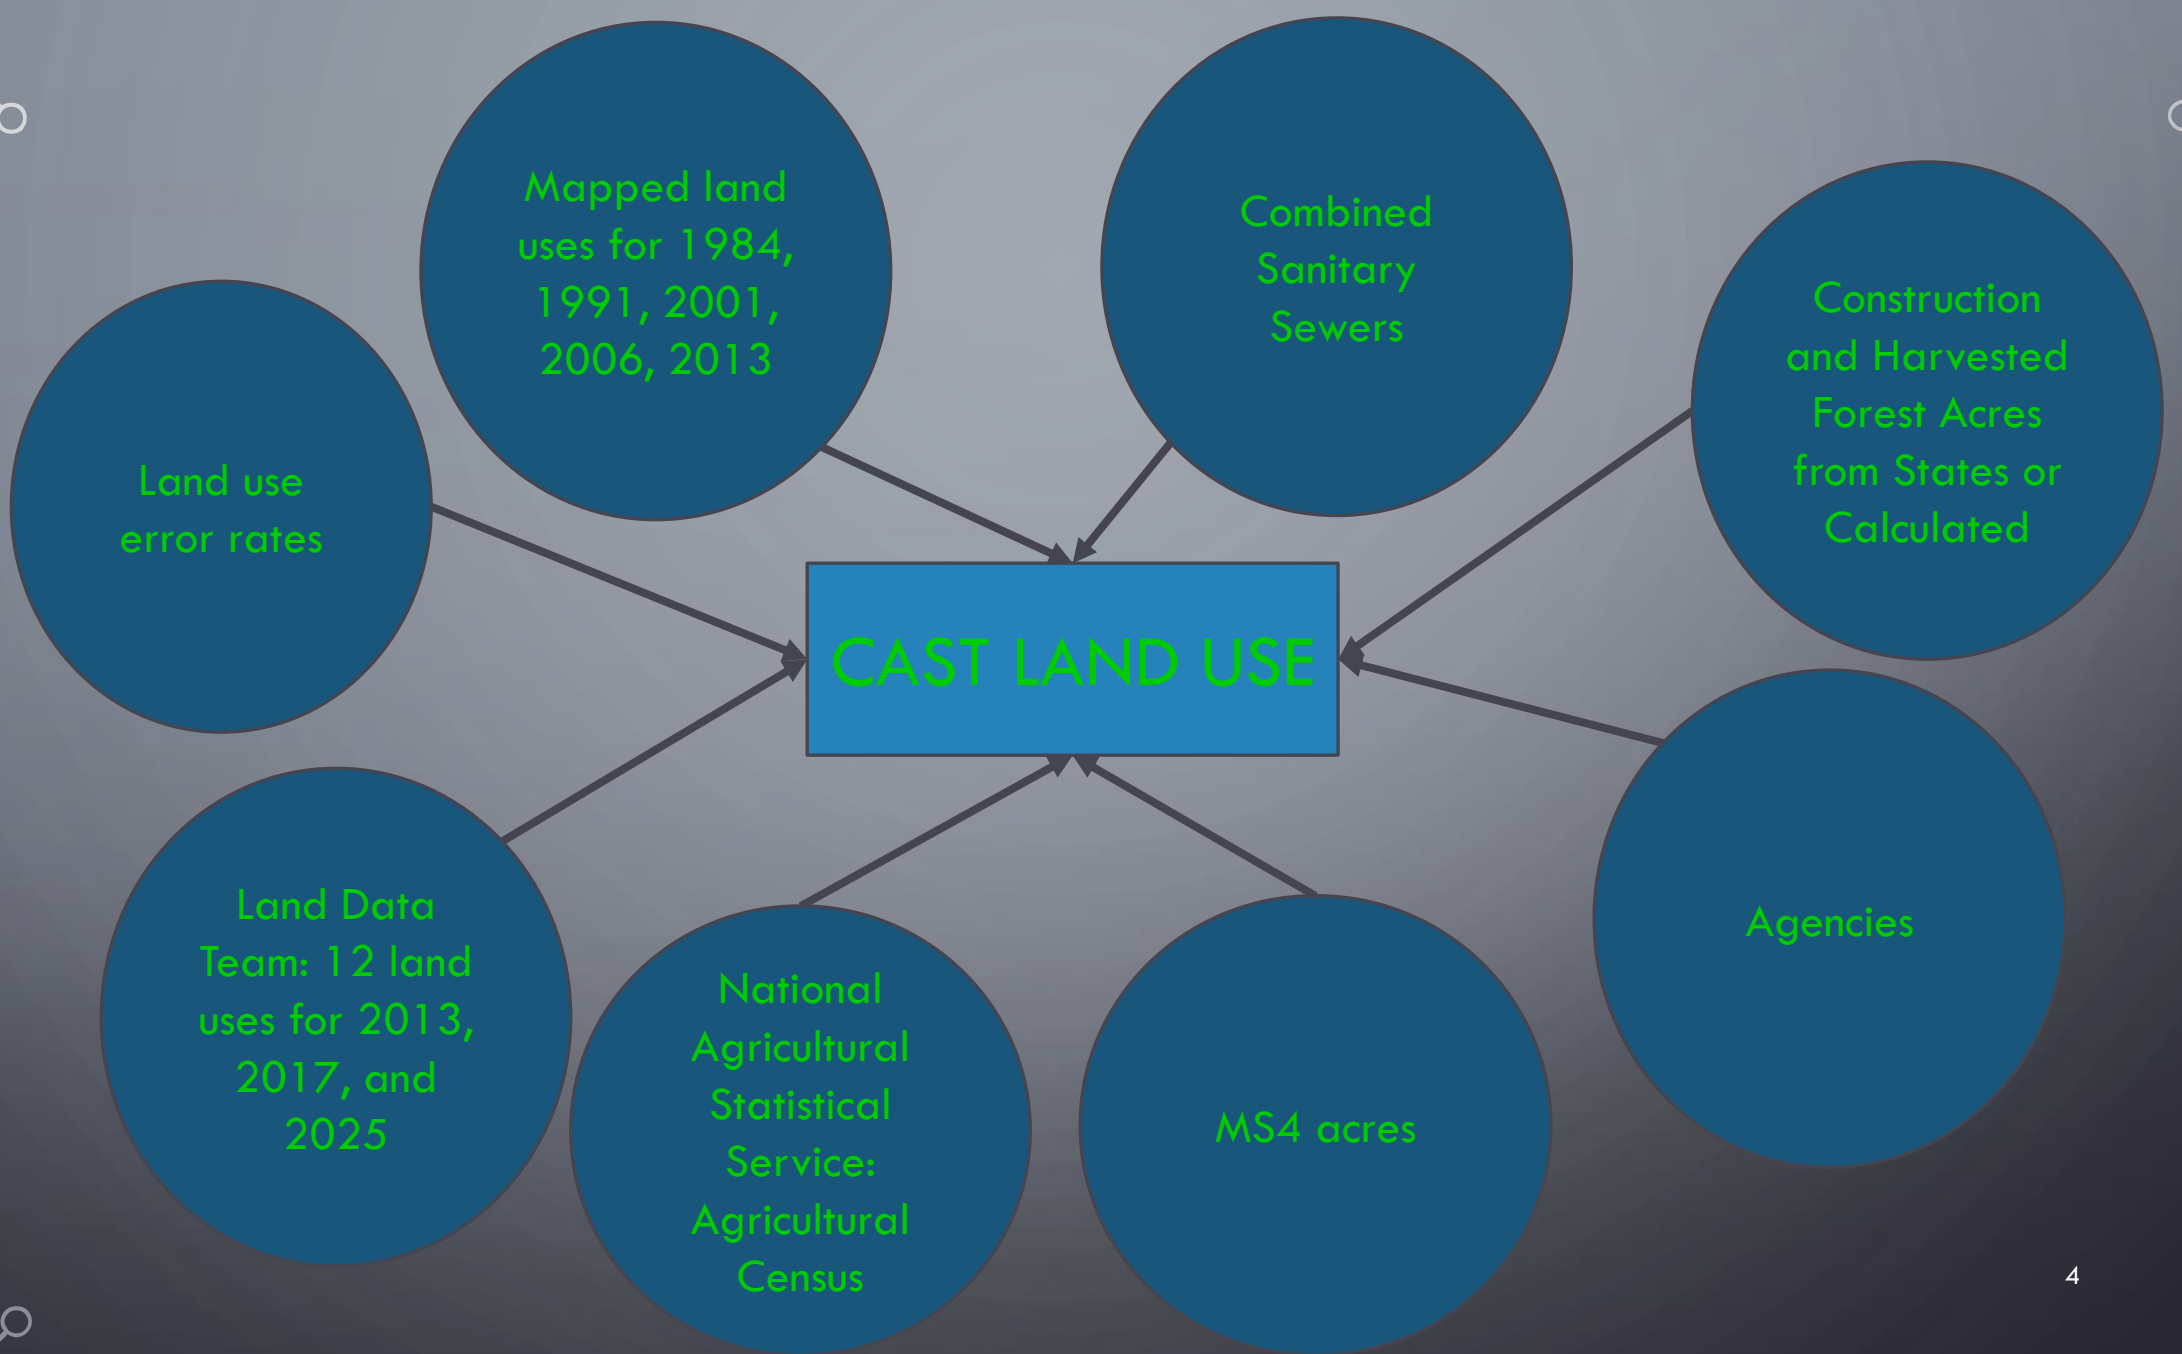 Mapped land
uses for 1984,
1991, 2001,
2006, 2013
Combined
Sanitary
Sewers
Construction
and Harvested
Forest Acres
from States or
Calculated
Land use
error rates
CAST LAND USE
Land Data
Team: 12 land
uses for 2013,
2017, and
2025
National
Agricultural
Statistical
Service:
Agricultural
Census
MS4 acres
Agencies
4